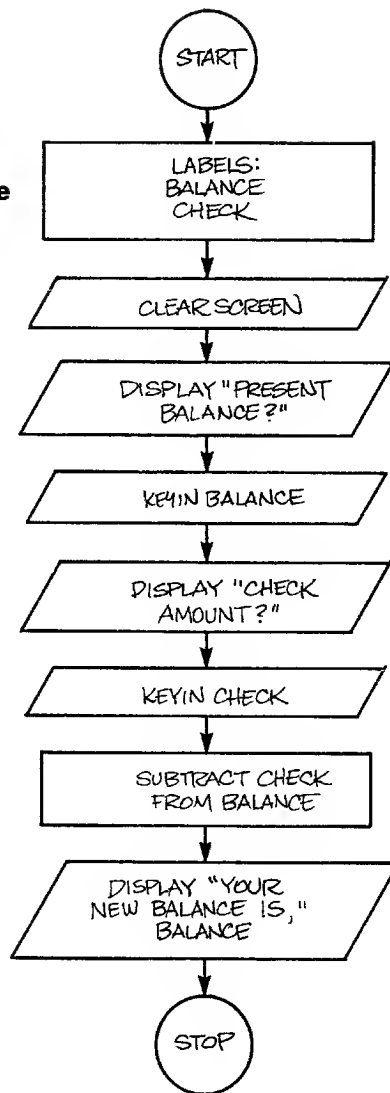 START
e
LABELS:
BALANCE
CHECK
CLEAR SCREEN
DISPLAY "PRESENT
BALANCE?"
KEYIN BALANCE
DISPLAY "CHECK
AMOUNT?"
KEYIN CHECK
SUBTRACT CHECK
FROM BALANCE
DISPLAY "YOUR
NEW BALANCE IS,"
BALANCE
STOP